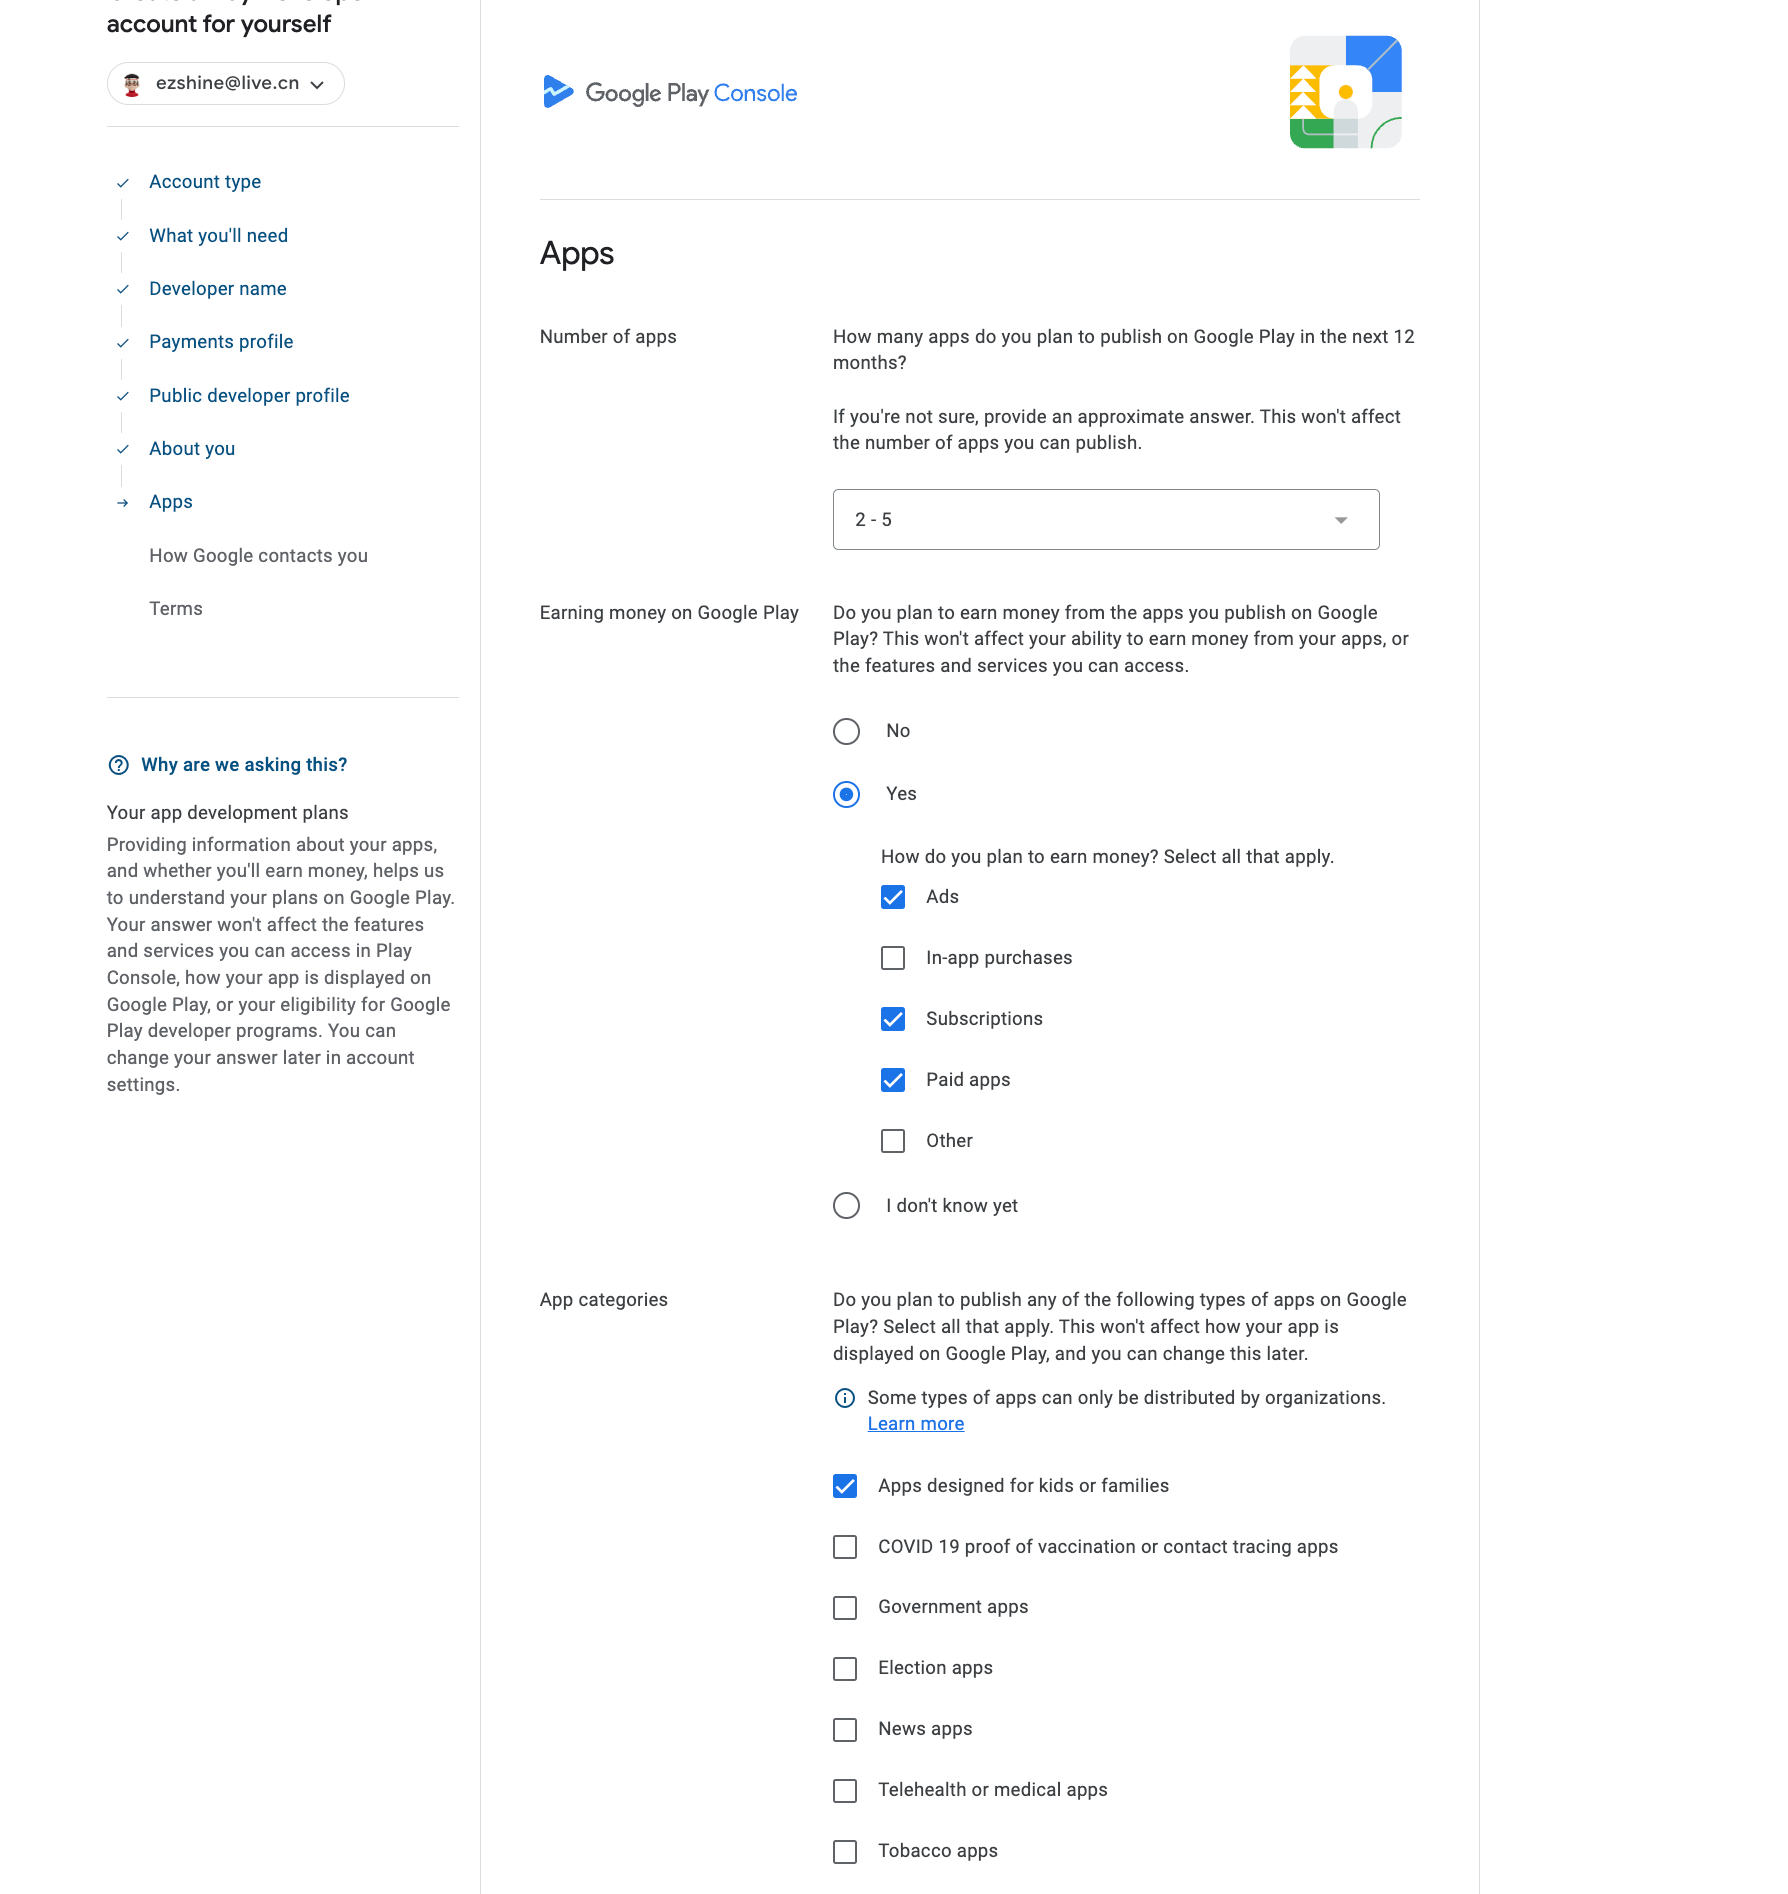 account for yourself
ezshine@live.cn
Account type
What you'll need
Developer name
Payments profile
Public developer profile
About you
Apps
How Google contacts you
Terms
Why are we asking this?
Your app development plans
Providing information about your apps,
and whether you'll earn money, helps us
to understand your plans on Google Play.
Your answer won't affect the features
and services you can access in Play
Console, how your app is displayed on
Google Play, or your eligibility for Google
Play developer programs. You can
change your answer later in account
settings.
Google Play Console
Apps
Number of apps
How many apps do you plan to publish on Google Play in the next 12
months?
If you're not sure, provide an approximate answer. This won't affect
the number of apps you can publish.
2 - 5
Earning money on Google Play
Do you plan to earn money from the apps you publish on Google
Play? This won't affect your ability to earn money from your apps, or
the features and services you can access.
No
Yes
How do you plan to earn money? Select all that apply.
Ads
In-app purchases
Subscriptions
Paid apps
Other
I don't know yet
App categories
Do you plan to publish any of the following types of apps on Google
Play? Select all that apply. This won't affect how your app is
displayed on Google Play, and you can change this later.
Some types of apps can only be distributed by organizations.
Learn more
Apps designed for kids or families
COVID 19 proof of vaccination or contact tracing apps
Government apps
Election apps
News apps
Telehealth or medical apps
Tobacco apps